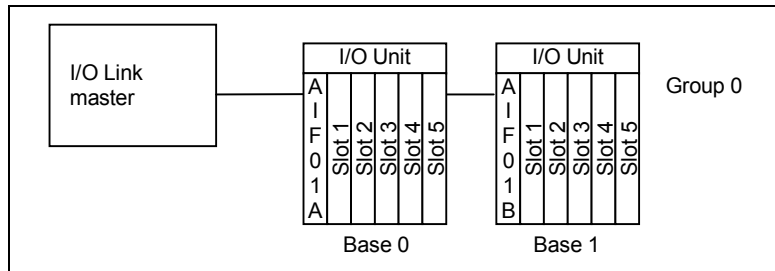 I/O Link
master
I/O Unit
AIF01A
Slot 1
Slot 2
Slot 3
Slot 4
Slot 5
Base 0
I/O Unit
AIF01B
Slot 1
Slot 2
Slot 3
Slot 4
Slot 5
Base 1
Group 0